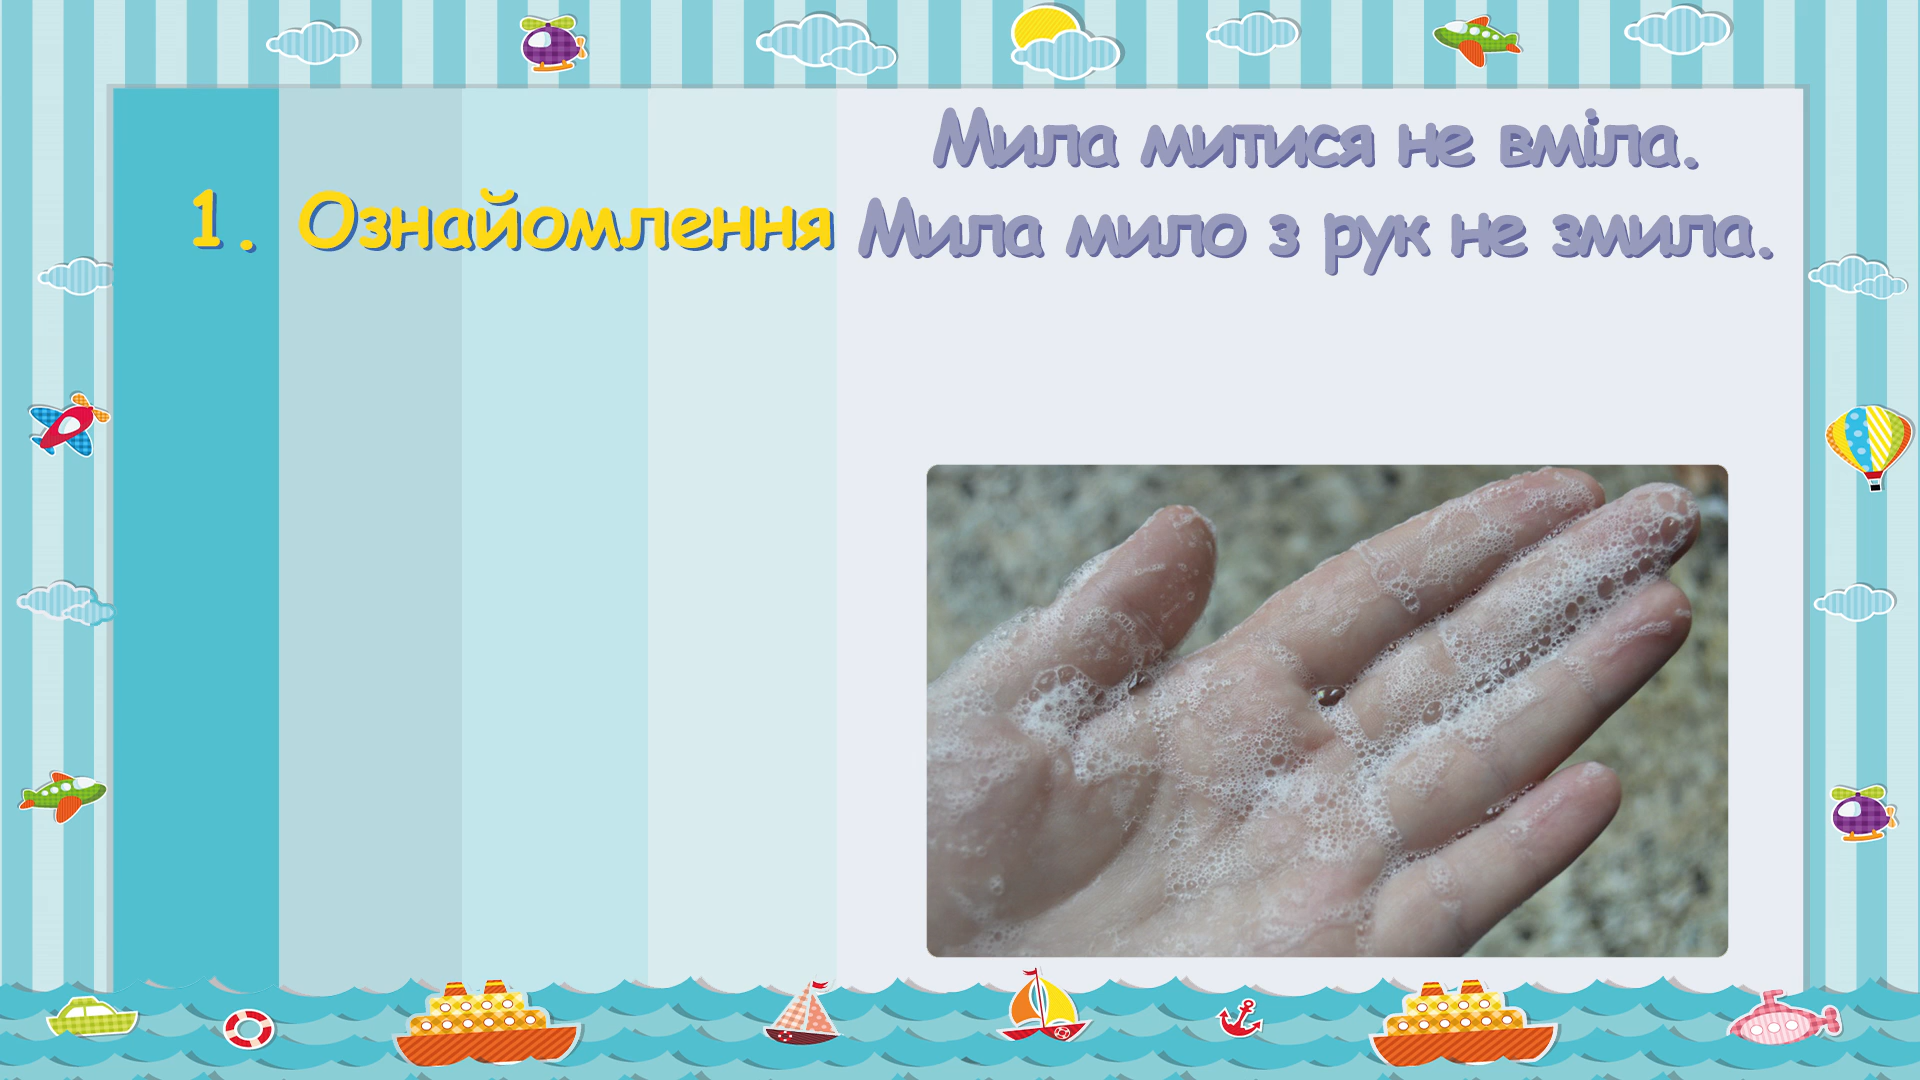 1. Ознайомлення
Мила митися не вміла.
Мила мило з рук не змила.